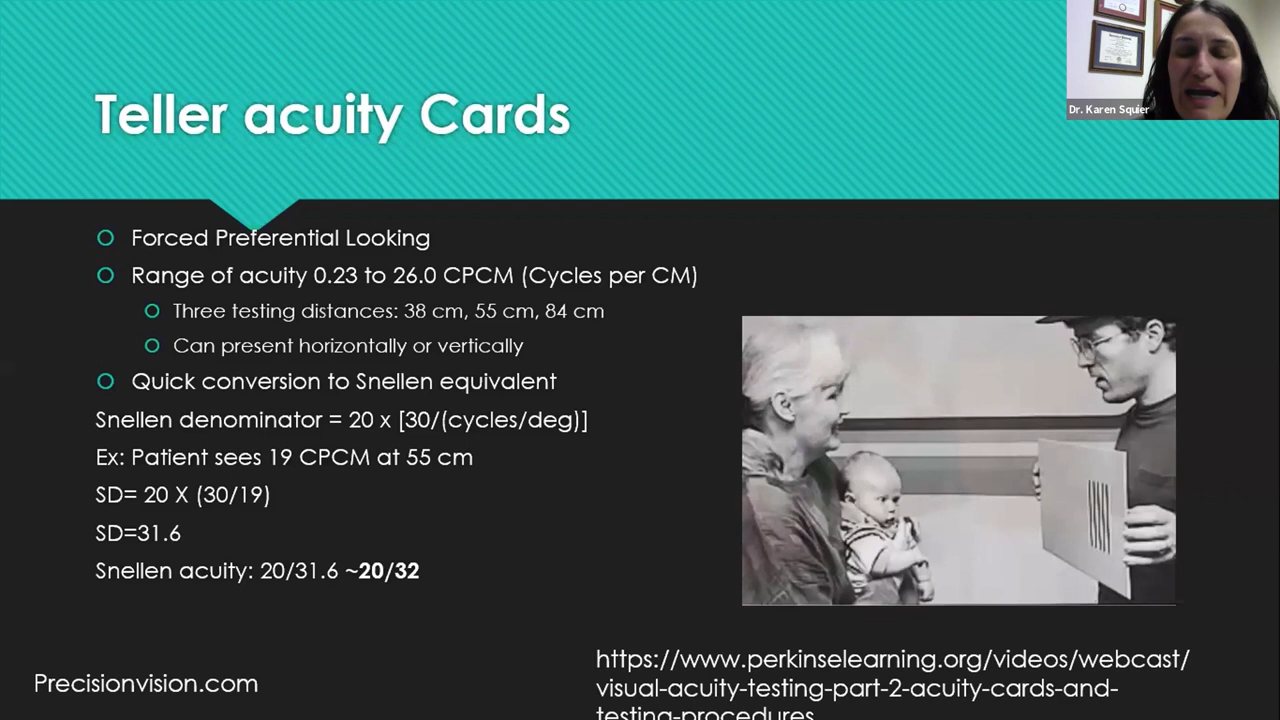 Dr. Karen Squier
Teller acuity Cards
Forced Preferential Looking
Range of acuity 0.23 to 26.0 CPCM (Cycles per CM)
Three testing distances: 38 cm, 55 cm, 84 cm
Can present horizontally or vertically
Quick conversion to Snellen equivalent
Snellen denominator = 20 x [30/(cycles/deg)]
Ex: Patient sees 19 CPCM at 55 cm
SD= 20 X (30/19)
SD=31.6
Snellen acuity: 20/31.6 ~20/32
Precisionvision.com
https://www.perkinselearning.org/videos/webcast/
visual-acuity-testing-part-2-acuity-cards-and-
testing-procedures